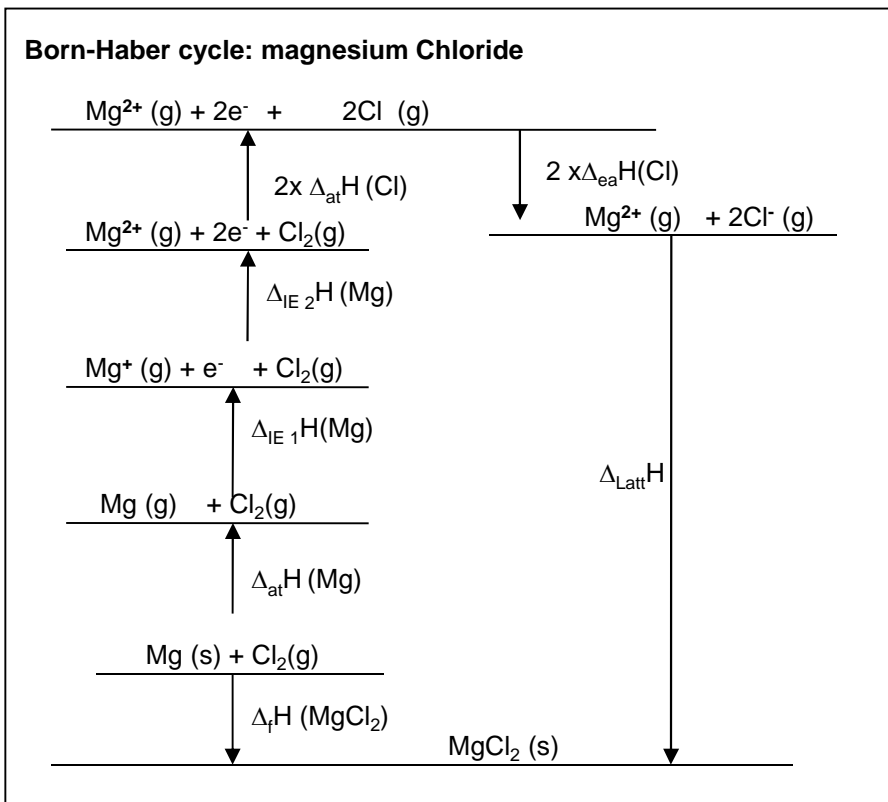 Born-Haber cycle: magnesium Chloride
Mg²⁺ (g) + 2e⁻ + 2Cl (g)
2x ΔatH (Cl)
2 xΔeaH(Cl)
Mg²⁺ (g) + 2Cl⁻ (g)
Mg²⁺ (g) + 2e⁻ + Cl₂(g)
ΔIE 2H (Mg)
Mg⁺ (g) + e⁻ + Cl₂(g)
ΔIE 1H(Mg)
ΔLattH
Mg (g) + Cl₂(g)
ΔatH (Mg)
Mg (s) + Cl₂(g)
ΔfH (MgCl₂)
MgCl₂ (s)